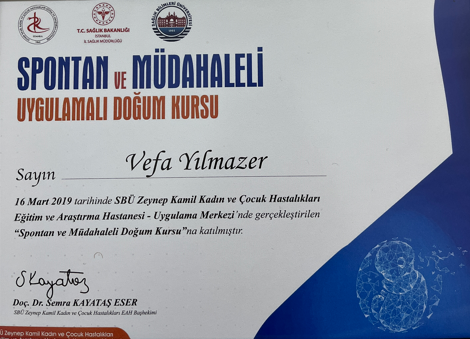 T.C. SAĞLIK BAKANLIĞI
İSTANBUL
İL SAĞLIK MÜDÜRLÜĞÜ
SPONTAN VE MÜDAHALELİ
UYGULAMALI DOĞUM KURSU
Sayın Vefa Yılmazer
16 Mart 2019 tarihinde SBÜ Zeynep Kamil Kadın ve Çocuk Hastalıkları
Eğitim ve Araştırma Hastanesi - Uygulama Merkezi'nde gerçekleştirilen
"Spontan ve Müdahaleli Doğum Kursu"na katılmıştır.
Doç. Dr. Semra KAYATAŞ ESER
SBÜ Zeynep Kamil Kadın ve Çocuk Hastalıkları EAH Başhekimi
Ü Zeynep Kamil Kadın ve Çocuk Hastalıkları